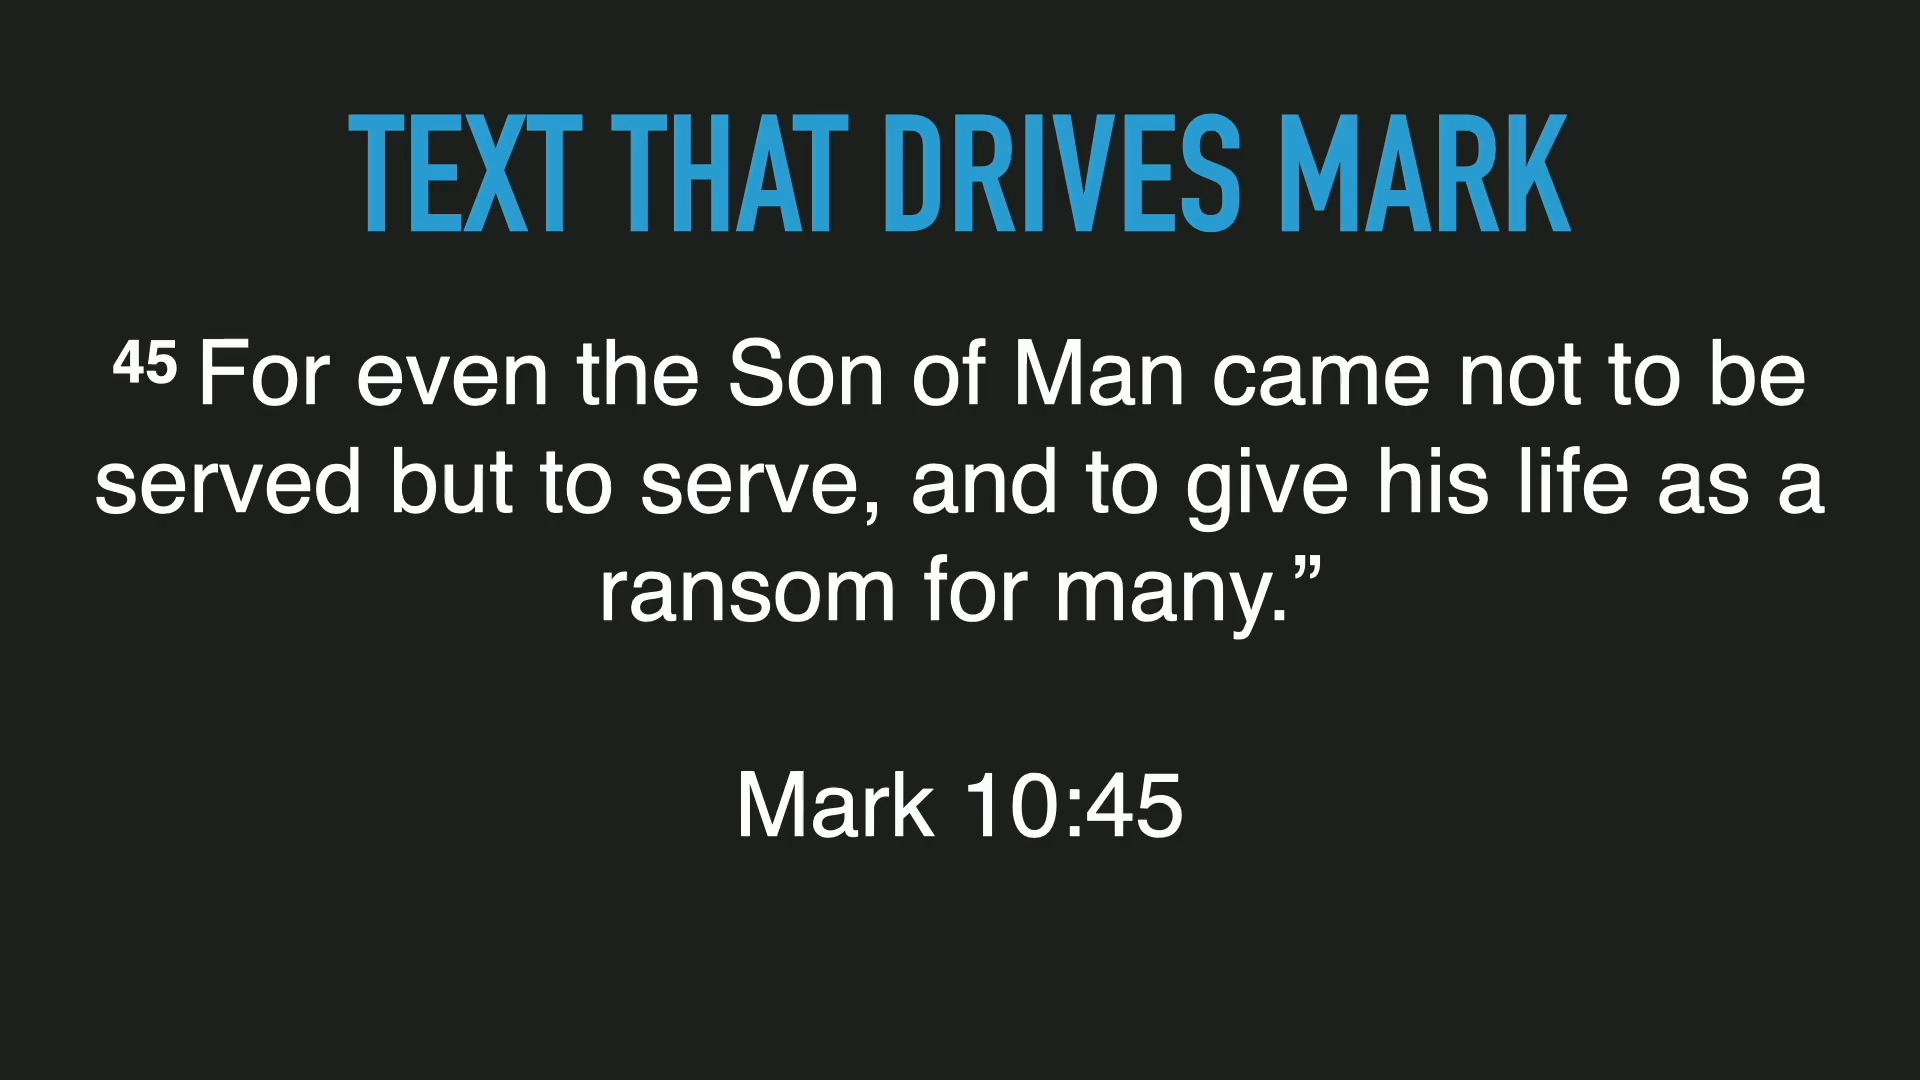 TEXT THAT DRIVES MARK
45 For even the Son of Man came not to be
served but to serve, and to give his life as a
ransom for many.”
Mark 10:45